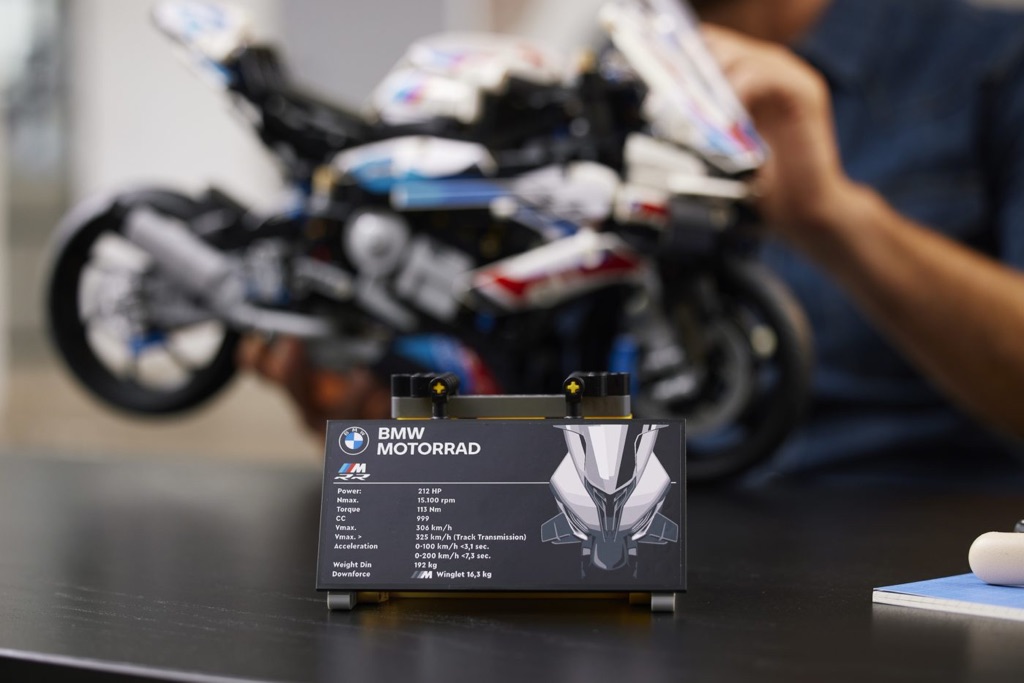 BMW
MOTORRAD
M
RR
Power: 212 HP
Nmax. 15.100 rpm
Torque 113 Nm
CC 999
Vmax. 306 km/h
Vmax. > 325 km/h (Track Transmission)
Acceleration 0-100 km/h <3,1 sec.
0-200 km/h <7,3 sec.
Weight Din 192 kg
Downforce M Winglet 16,3 kg